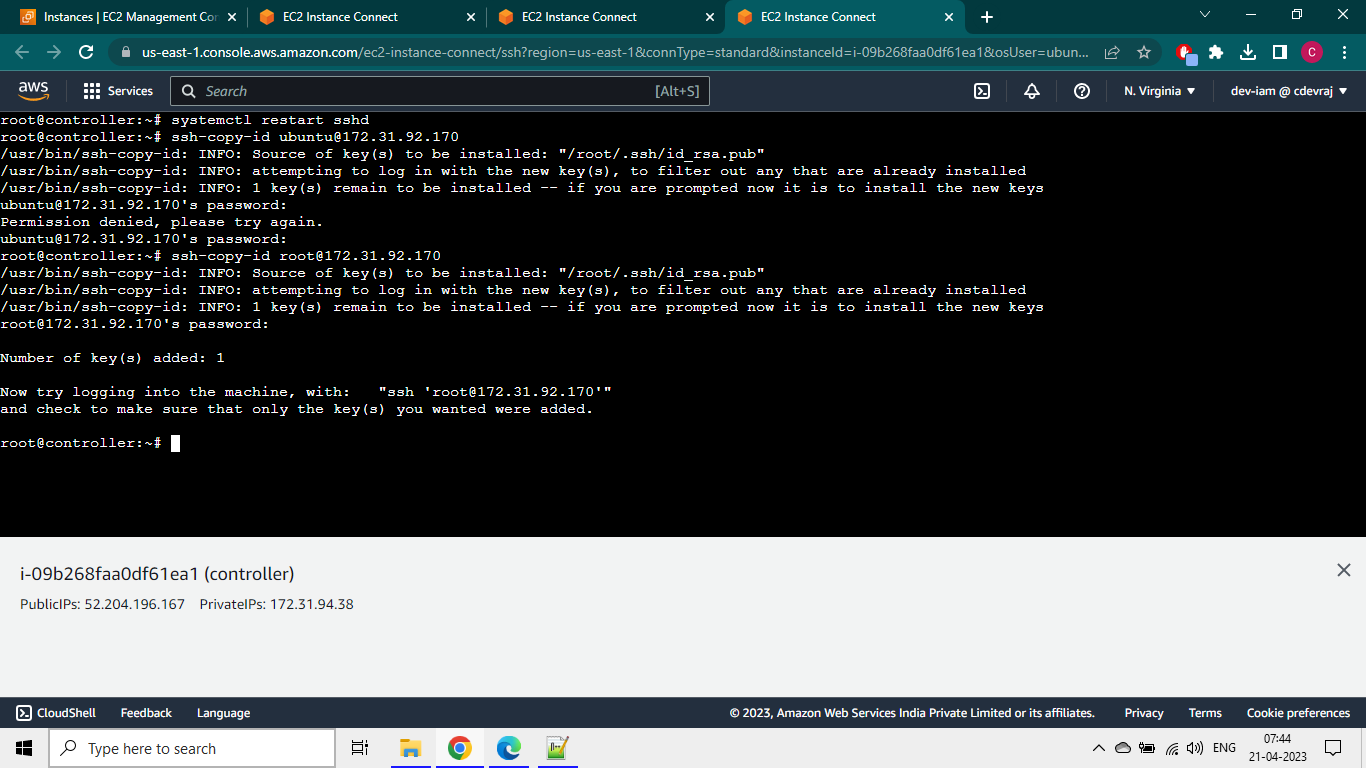 Instances | EC2 Management Cor
EC2 Instance Connect
EC2 Instance Connect
EC2 Instance Connect
us-east-1.console.aws.amazon.com/ec2-instance-connect/ssh?region=us-east-1&connType=standard&instanceId=i-09b268faa0df61ea1&osUser=ubun...
C
aws
Services
Search
[Alt+S]
N. Virginia
dev-iam @ cdevraj
root@controller:~# systemctl restart sshd
root@controller:~# ssh-copy-id ubuntu@172.31.92.170
/usr/bin/ssh-copy-id: INFO: Source of key(s) to be installed: "/root/.ssh/id_rsa.pub"
/usr/bin/ssh-copy-id: INFO: attempting to log in with the new key(s), to filter out any that are already installed
/usr/bin/ssh-copy-id: INFO: 1 key(s) remain to be installed -- if you are prompted now it is to install the new keys
ubuntu@172.31.92.170's password:
Permission denied, please try again.
ubuntu@172.31.92.170's password:
root@controller:~# ssh-copy-id root@172.31.92.170
/usr/bin/ssh-copy-id: INFO: Source of key(s) to be installed: "/root/.ssh/id_rsa.pub"
/usr/bin/ssh-copy-id: INFO: attempting to log in with the new key(s), to filter out any that are already installed
/usr/bin/ssh-copy-id: INFO: 1 key(s) remain to be installed -- if you are prompted now it is to install the new keys
root@172.31.92.170's password:
Number of key(s) added: 1
Now try logging into the machine, with:   "ssh 'root@172.31.92.170'"
and check to make sure that only the key(s) you wanted were added.
root@controller:~#
i-09b268faa0df61ea1 (controller)
PublicIPs: 52.204.196.167 PrivateIPs: 172.31.94.38
CloudShell
Feedback
Language
© 2023, Amazon Web Services India Private Limited or its affiliates.
Privacy
Terms
Cookie preferences
Type here to search
ENG
07:44
21-04-2023